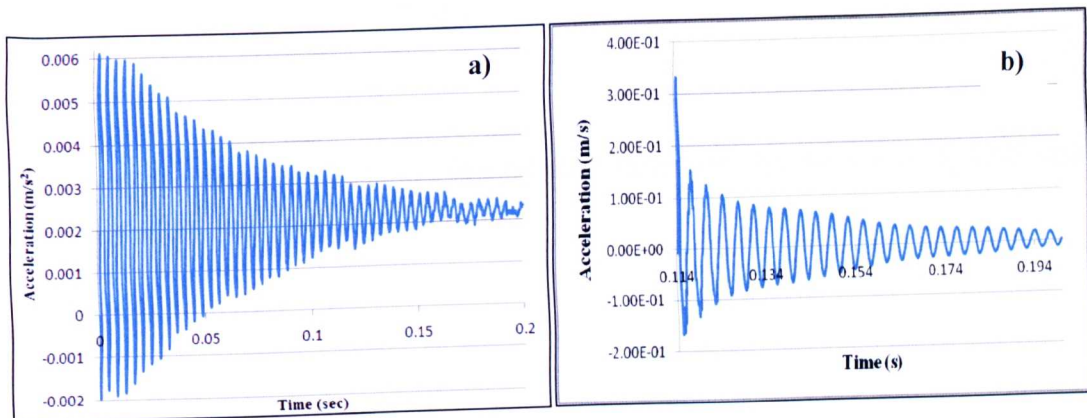 a)
Acceleration (m/s²)
0.006
0.005
0.004
0.003
0.002
0.001
0
-0.001
-0.002
0
0.05
0.1
0.15
0.2
Time (sec)
b)
Acceleration (m/s)
4.00E-01
3.00E-01
2.00E-01
1.00E-01
0.00E+00
-1.00E-01
-2.00E-01
0.114
0.134
0.154
0.174
0.194
Time (s)